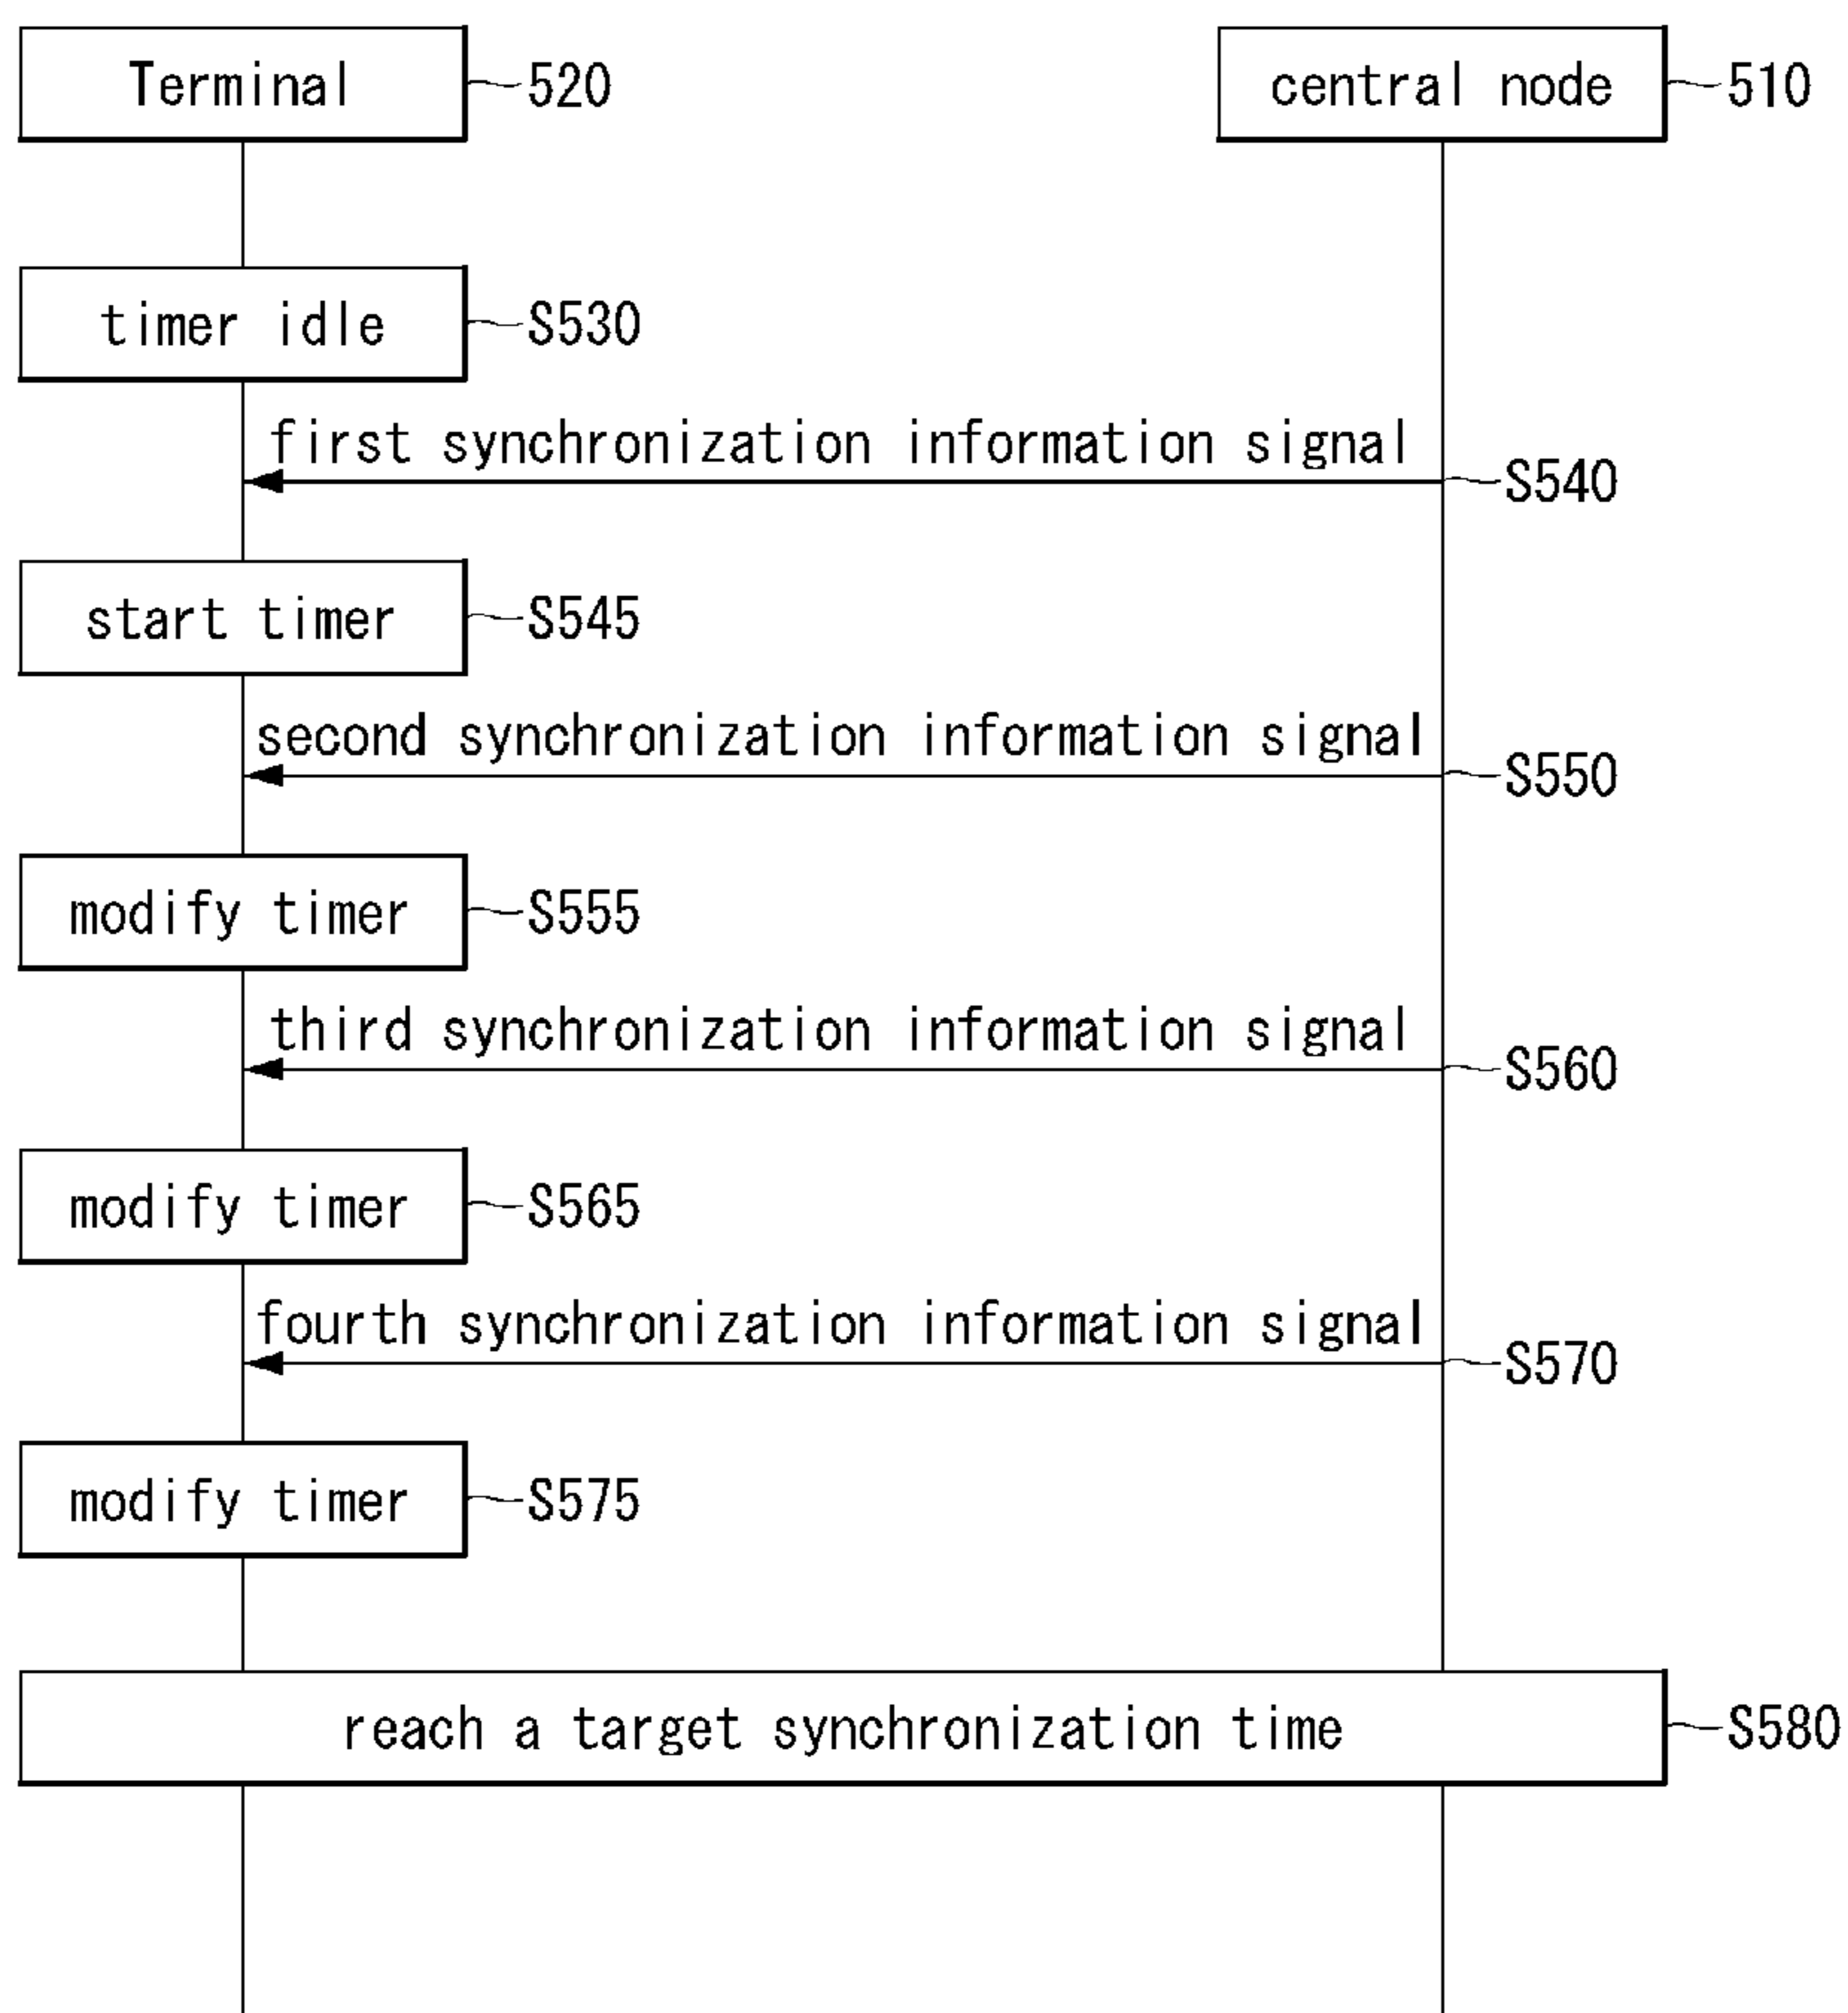 Terminal 520 central node 510
timer idle S530
first synchronization information signal
S540
start timer S545
second synchronization information signal
S550
modify timer S555
third synchronization information signal
S560
modify timer S565
fourth synchronization information signal
S570
modify timer S575
reach a target synchronization time S580